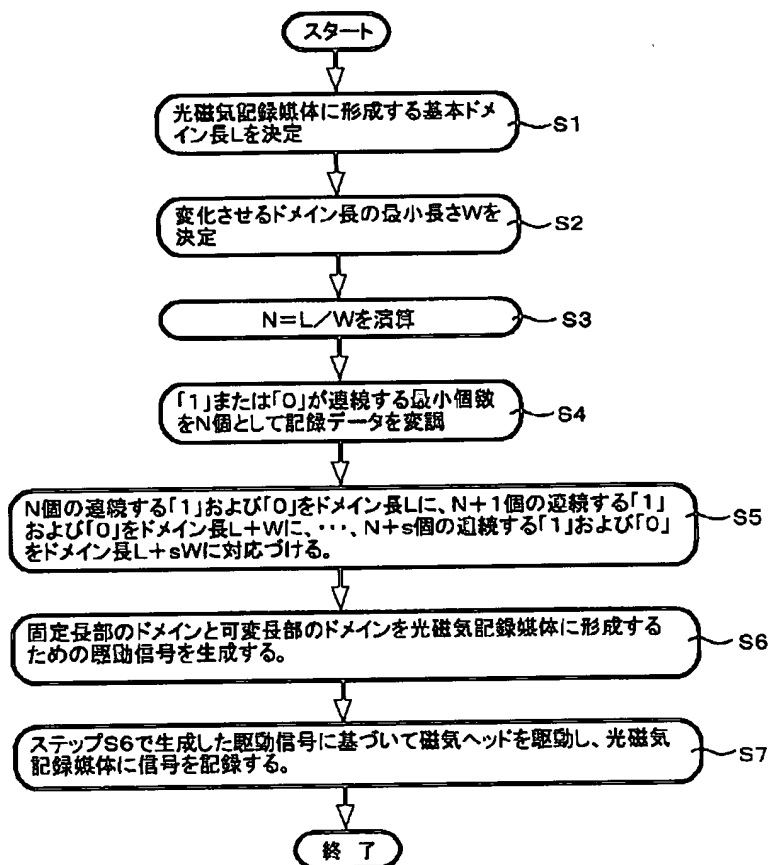 スタート
光磁気記録媒体に形成する基本ドメ
イン長Lを決定
S1
変化させるドメイン長の最小長さWを
決定
S2
N=L/Wを演算
S3
「1」または「0」が連続する最小個数
をN個として記録データを変調
S4
N個の連続する「1」および「0」をドメイン長Lに、N+1個の連続する「1」
および「0」をドメイン長L+Wに、・・・、N+s個の連続する「1」および「0」
をドメイン長L+sWに対応づける。
S5
固定長部のドメインと可変長部のドメインを光磁気記録媒体に形成する
ための駆動信号を生成する。
S6
ステップS6で生成した駆動信号に基づいて磁気ヘッドを駆動し、光磁気
記録媒体に信号を記録する。
S7
終 了